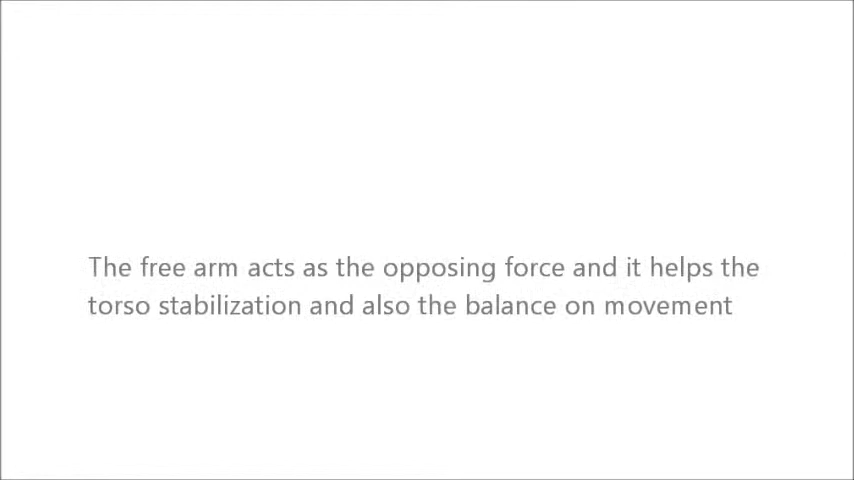 The free arm acts as the opposing force and it helps the
torso stabilization and also the balance on movement